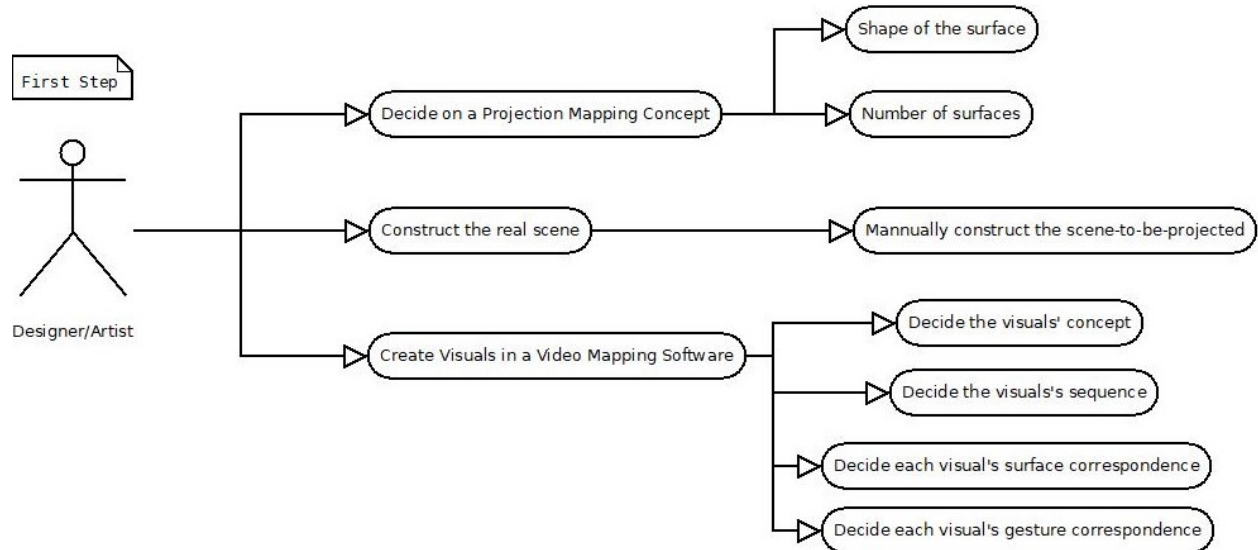 First Step
Designer/Artist
Decide on a Projection Mapping Concept
Shape of the surface
Number of surfaces
Construct the real scene
Mannually construct the scene-to-be-projected
Create Visuals in a Video Mapping Software
Decide the visuals' concept
Decide the visuals's sequence
Decide each visual's surface correspondence
Decide each visual's gesture correspondence